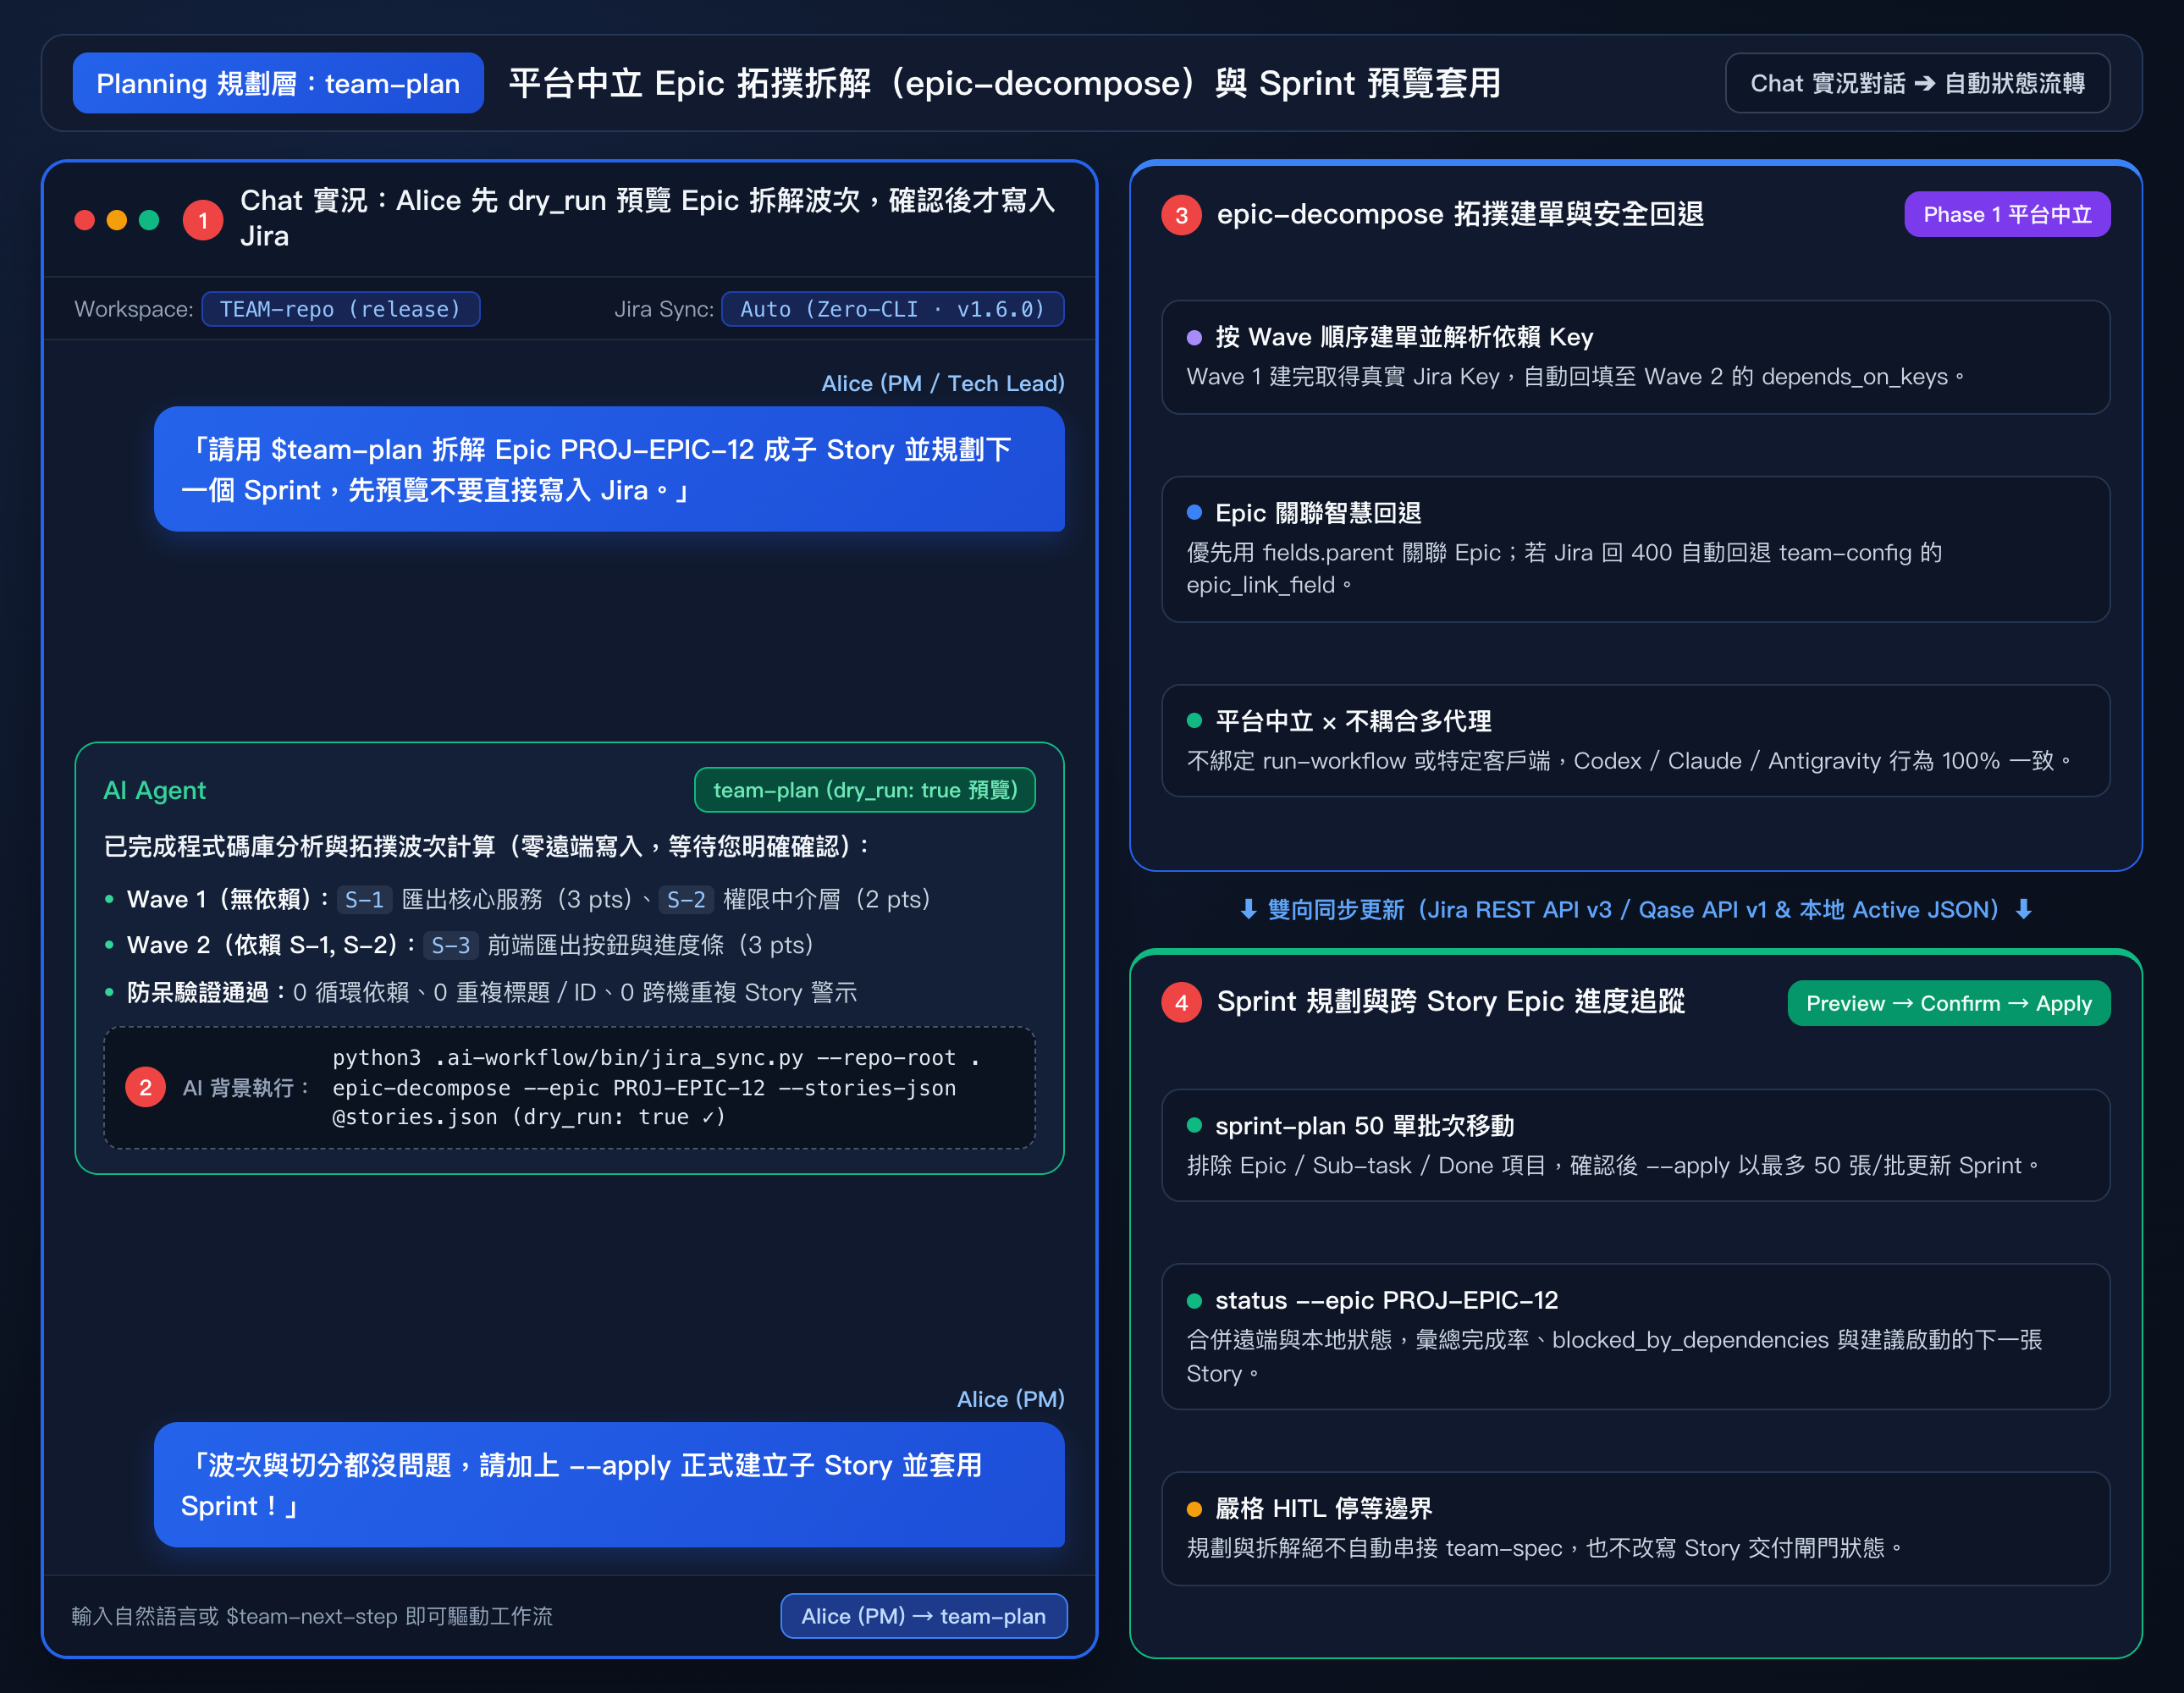 Planning 規劃層：team-plan
平台中立 Epic 拓撲拆解（epic-decompose）與 Sprint 預覽套用
Chat 實況對話 ➔ 自動狀態流轉
1
Chat 實況：Alice 先 dry_run 預覽 Epic 拆解波次，確認後才寫入
Jira
Workspace: TEAM-repo (release)
Jira Sync: Auto (Zero-CLI · v1.6.0)
Alice (PM / Tech Lead)
「請用 $team-plan 拆解 Epic PROJ-EPIC-12 成子 Story 並規劃下
一個 Sprint，先預覽不要直接寫入 Jira。」
AI Agent
team-plan (dry_run: true 預覽)
已完成程式碼庫分析與拓撲波次計算（零遠端寫入，等待您明確確認）：
• Wave 1（無依賴）：S-1 匯出核心服務（3 pts）、S-2 權限中介層（2 pts）
• Wave 2（依賴 S-1, S-2）：S-3 前端匯出按鈕與進度條（3 pts）
• 防呆驗證通過：0 循環依賴、0 重複標題 / ID、0 跨機重複 Story 警示
2
AI 背景執行：
python3 .ai-workflow/bin/jira_sync.py --repo-root .
epic-decompose --epic PROJ-EPIC-12 --stories-json
@stories.json (dry_run: true ✓)
Alice (PM)
「波次與切分都沒問題，請加上 --apply 正式建立子 Story 並套用
Sprint！」
輸入自然語言或 $team-next-step 即可驅動工作流
Alice (PM) → team-plan
3
epic-decompose 拓撲建單與安全回退
Phase 1 平台中立
按 Wave 順序建單並解析依賴 Key
Wave 1 建完取得真實 Jira Key，自動回填至 Wave 2 的 depends_on_keys。
Epic 關聯智慧回退
優先用 fields.parent 關聯 Epic；若 Jira 回 400 自動回退 team-config 的
epic_link_field。
平台中立 × 不耦合多代理
不綁定 run-workflow 或特定客戶端，Codex / Claude / Antigravity 行為 100% 一致。
⬇ 雙向同步更新（Jira REST API v3 / Qase API v1 & 本地 Active JSON）⬇
4
Sprint 規劃與跨 Story Epic 進度追蹤
Preview → Confirm → Apply
sprint-plan 50 單批次移動
排除 Epic / Sub-task / Done 項目，確認後 --apply 以最多 50 張/批更新 Sprint。
status --epic PROJ-EPIC-12
合併遠端與本地狀態，彙總完成率、blocked_by_dependencies 與建議啟動的下一張
Story。
嚴格 HITL 停等邊界
規劃與拆解絕不自動串接 team-spec，也不改寫 Story 交付閘門狀態。